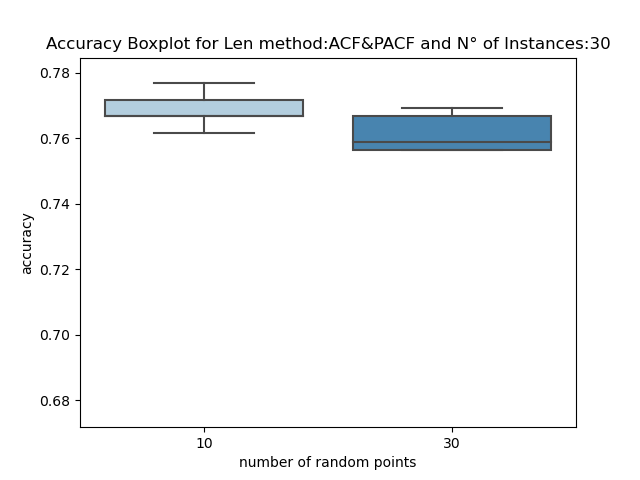 Accuracy Boxplot for Len method:ACF&PACF and N° of Instances:30
0.78
0.76
0.74
0.72
0.70
0.68
accuracy
10 30
number of random points